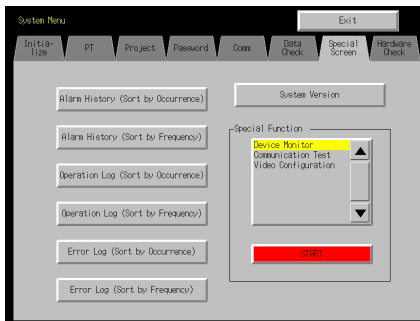 System Menu
Exit
Initia-
lize
PT
Project
Password
Comm
Data
Check
Special
Screen
Hardware
Check
Alarm History (Sort by Occurrence)
System Version
Alarm History (Sort by Frequency)
Special Function
Device Monitor
Communication Test
Video Configuration
Operation Log (Sort by Occurrence)
Operation Log (Sort by Frequency)
Error Log (Sort by Occurrence)
START
Error Log (Sort by Frequency)